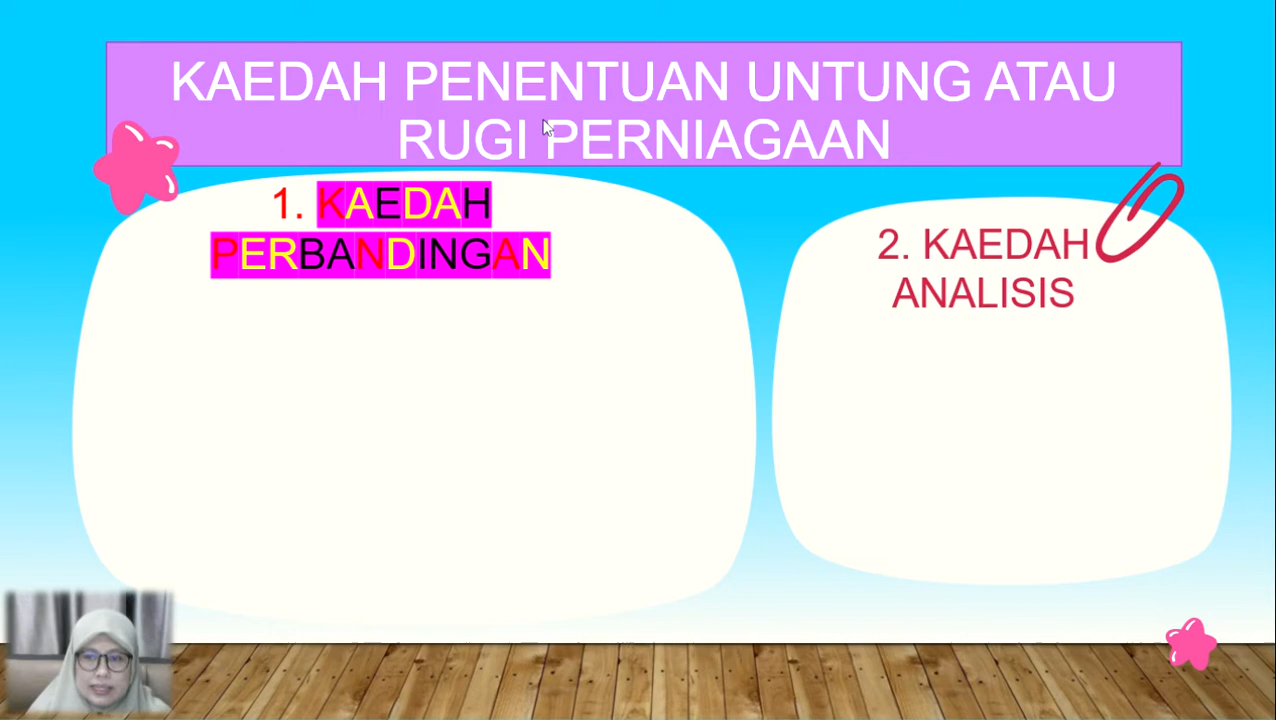 KAEDAH PENENTUAN UNTUNG ATAU
RUGI PERNIAGAAN
1. KAEDAH
PERBANDINGAN
2. KAEDAH
ANALISIS